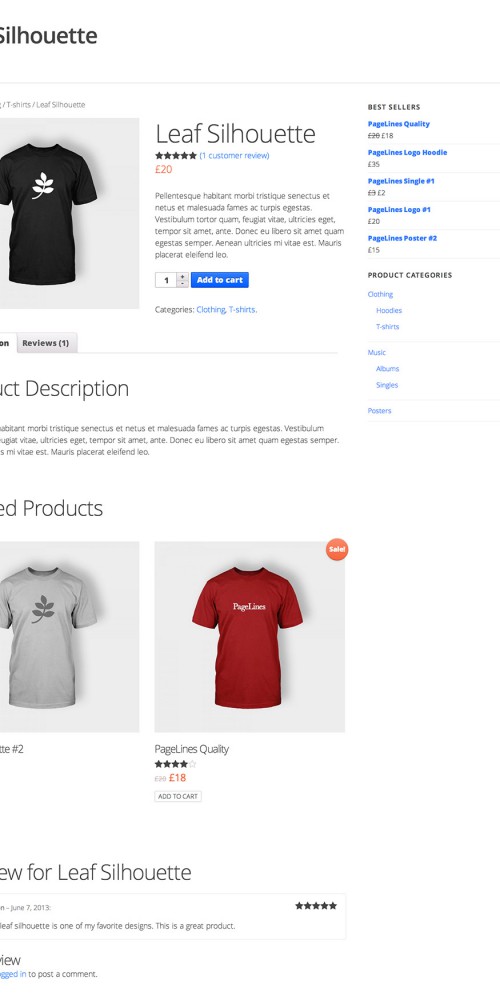 Silhouette
/ T-shirts / Leaf Silhouette
Leaf Silhouette
(1 customer review)
£20
Pellentesque habitant morbi tristique senectus et
netus et malesuada fames ac turpis egestas.
Vestibulum tortor quam, feugiat vitae, ultricies eget,
tempor sit amet, ante. Donec eu libero sit amet quam
egestas semper. Aenean ultricies mi vitae est. Mauris
placerat eleifend leo.
1 + - Add to cart
Categories: Clothing, T-shirts.
BEST SELLERS
PageLines Quality
£20 £18
PageLines Logo Hoodie
£35
PageLines Single #1
£3 £2
PageLines Logo #1
£20
PageLines Poster #2
£15
PRODUCT CATEGORIES
Clothing
Hoodies
T-shirts
Music
Albums
Singles
Posters
on Reviews (1)
uct Description
habitant morbi tristique senectus et netus et malesuada fames ac turpis egestas. Vestibulum
feugiat vitae, ultricies eget, tempor sit amet, ante. Donec eu libero sit amet quam egestas semper.
s mi vitae est. Mauris placerat eleifend leo.
ed Products
Sale!
PageLines
tte #2
PageLines Quality
£20 £18
ADD TO CART
ew for Leaf Silhouette
n – June 7, 2013:
leaf silhouette is one of my favorite designs. This is a great product.
view
ogged in to post a comment.